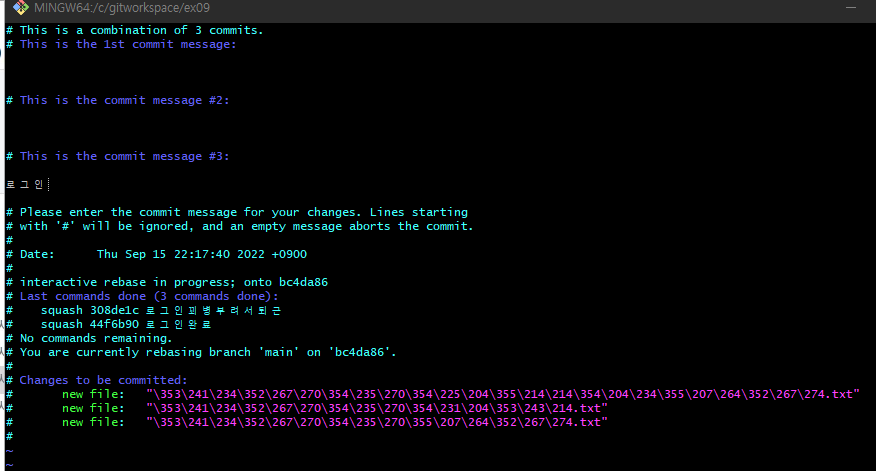 MINGW64:/c/gitworkspace/ex09
# This is a combination of 3 commits.
# This is the 1st commit message:
# This is the commit message #2:
# This is the commit message #3:
로그인
# Please enter the commit message for your changes. Lines starting
# with '#' will be ignored, and an empty message aborts the commit.
#
# Date:      Thu Sep 15 22:17:40 2022 +0900
#
# interactive rebase in progress; onto bc4da86
# Last commands done (3 commands done):
#    squash 308de1c 로그인꾀병부려서퇴근
#    squash 44f6b90 로그인완료
# No commands remaining.
# You are currently rebasing branch 'main' on 'bc4da86'.
#
# Changes to be committed:
#       new file:   "\353\241\234\352\267\270\354\235\270\354\225\204\355\214\214\354\204\234\355\207\264\352\267\274.txt"
#       new file:   "\353\241\234\352\267\270\354\235\270\354\231\204\353\243\214.txt"
#       new file:   "\353\241\234\352\267\270\354\235\270\355\207\264\352\267\274.txt"
#
~
~